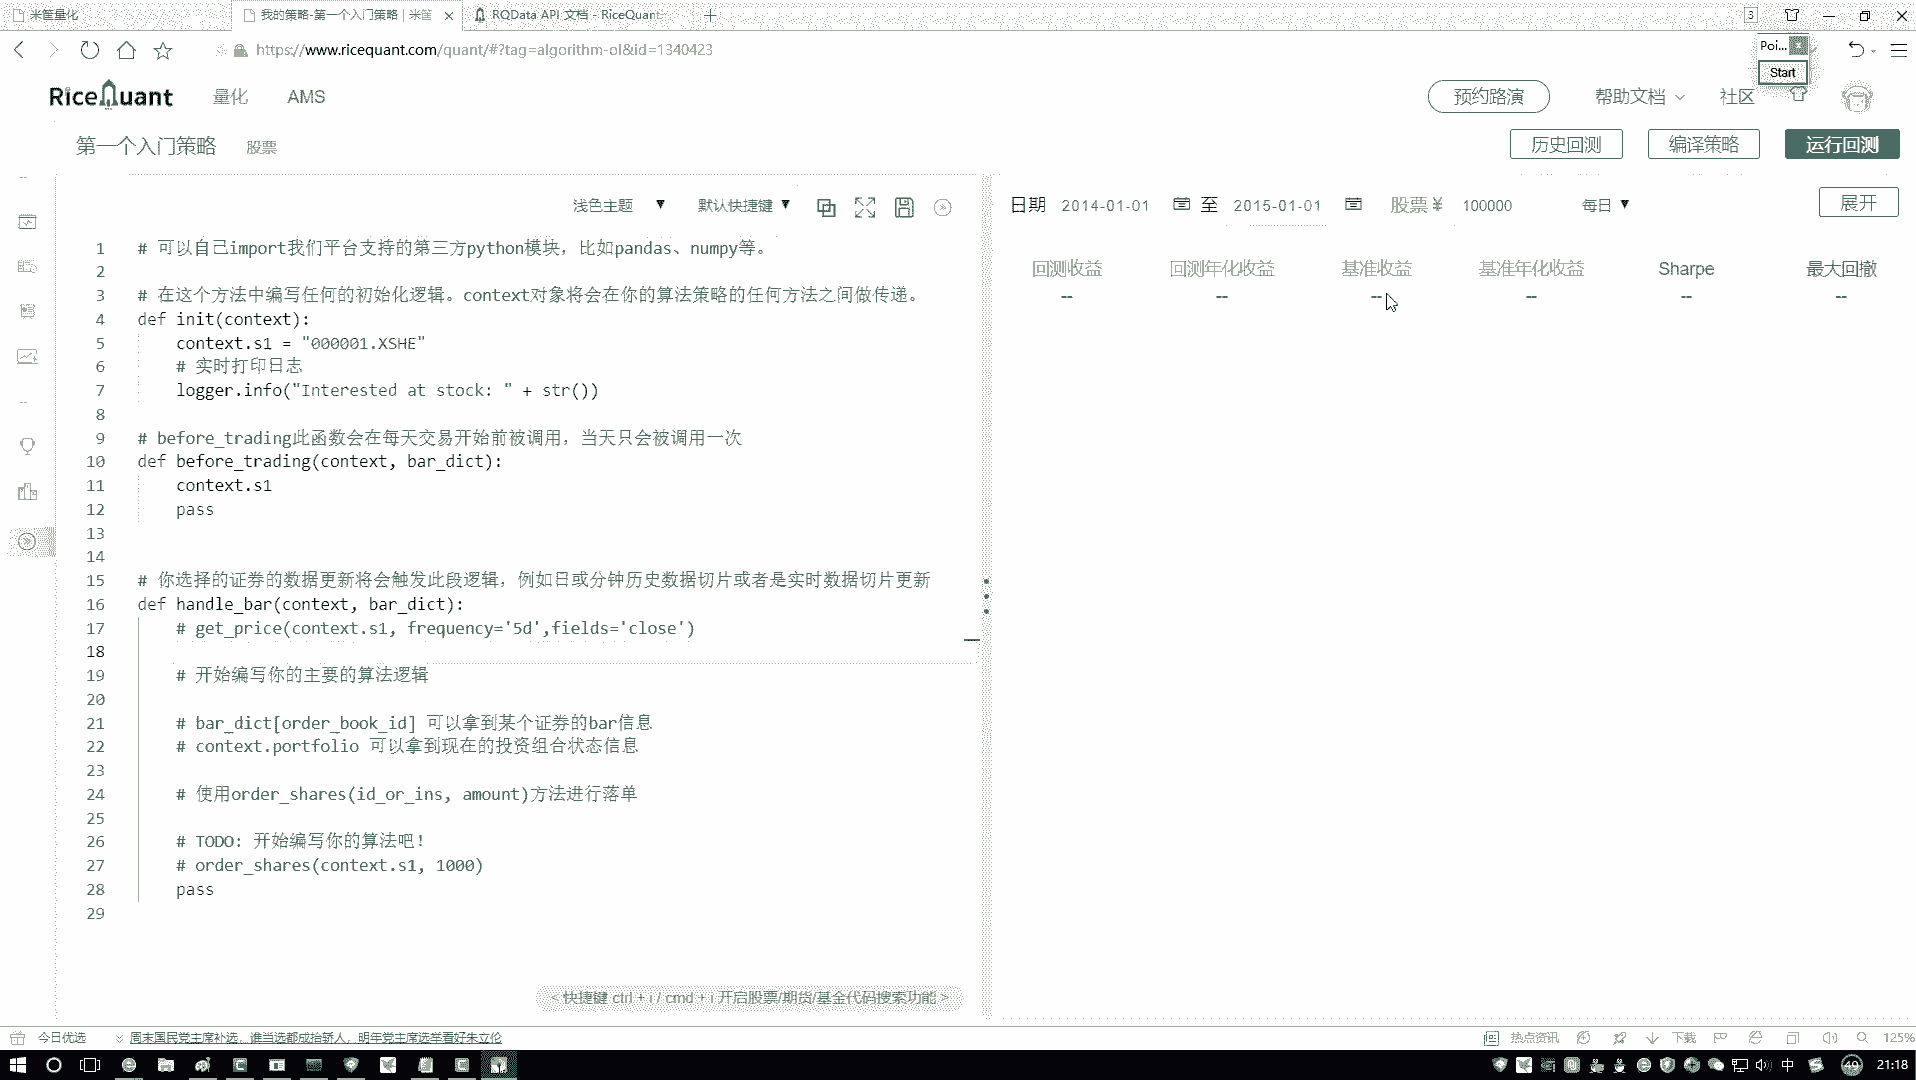 米筐量化
我的策略-第一个入门策略 | 米筐
RQData API 文档 - RiceQuant
3
https://www.ricequant.com/quant/#?tag=algorithm-ol&id=1340423
Poi...
Start
RiceQuant 量化 AMS
预约路演 帮助文档 社区
第一个入门策略 股票
历史回测 编译策略 运行回测
浅色主题 默认快捷键
日期 2014-01-01 至 2015-01-01 股票 ¥ 100000 每日 展开
回测收益 回测年化收益 基准收益 基准年化收益 Sharpe 最大回撤
-- -- -- -- -- --
1 # 可以自己import我们平台支持的第三方python模块，比如pandas、numpy等。
2
3 # 在这个方法中编写任何的初始化逻辑。context对象将会在你的算法策略的任何方法之间做传递。
4 def init(context):
5 context.s1 = "000001.XSHE"
6 # 实时打印日志
7 logger.info("Interested at stock: " + str())
8
9 # before_trading此函数会在每天交易开始前被调用，当天只会被调用一次
10 def before_trading(context, bar_dict):
11 context.s1
12 pass
13
14
15 # 你选择的证券的数据更新将会触发此段逻辑，例如日或分钟历史数据切片或者是实时数据切片更新
16 def handle_bar(context, bar_dict):
17 # get_price(context.s1, frequency='5d',fields='close')
18
19 # 开始编写你的主要的算法逻辑
20
21 # bar_dict[order_book_id] 可以拿到某个证券的bar信息
22 # context.portfolio 可以拿到现在的投资组合状态信息
23
24 # 使用order_shares(id_or_ins, amount)方法进行落单
25
26 # TODO: 开始编写你的算法吧！
27 # order_shares(context.s1, 1000)
28 pass
29
< 快捷键 ctrl + i / cmd + i 开启股票/期货/基金代码搜索功能 >
今日优选 周末国民党主席补选，谁当选都成抬轿人，明年党主席选举看好朱立伦
热点资讯 下载 125%
中 49 21:18